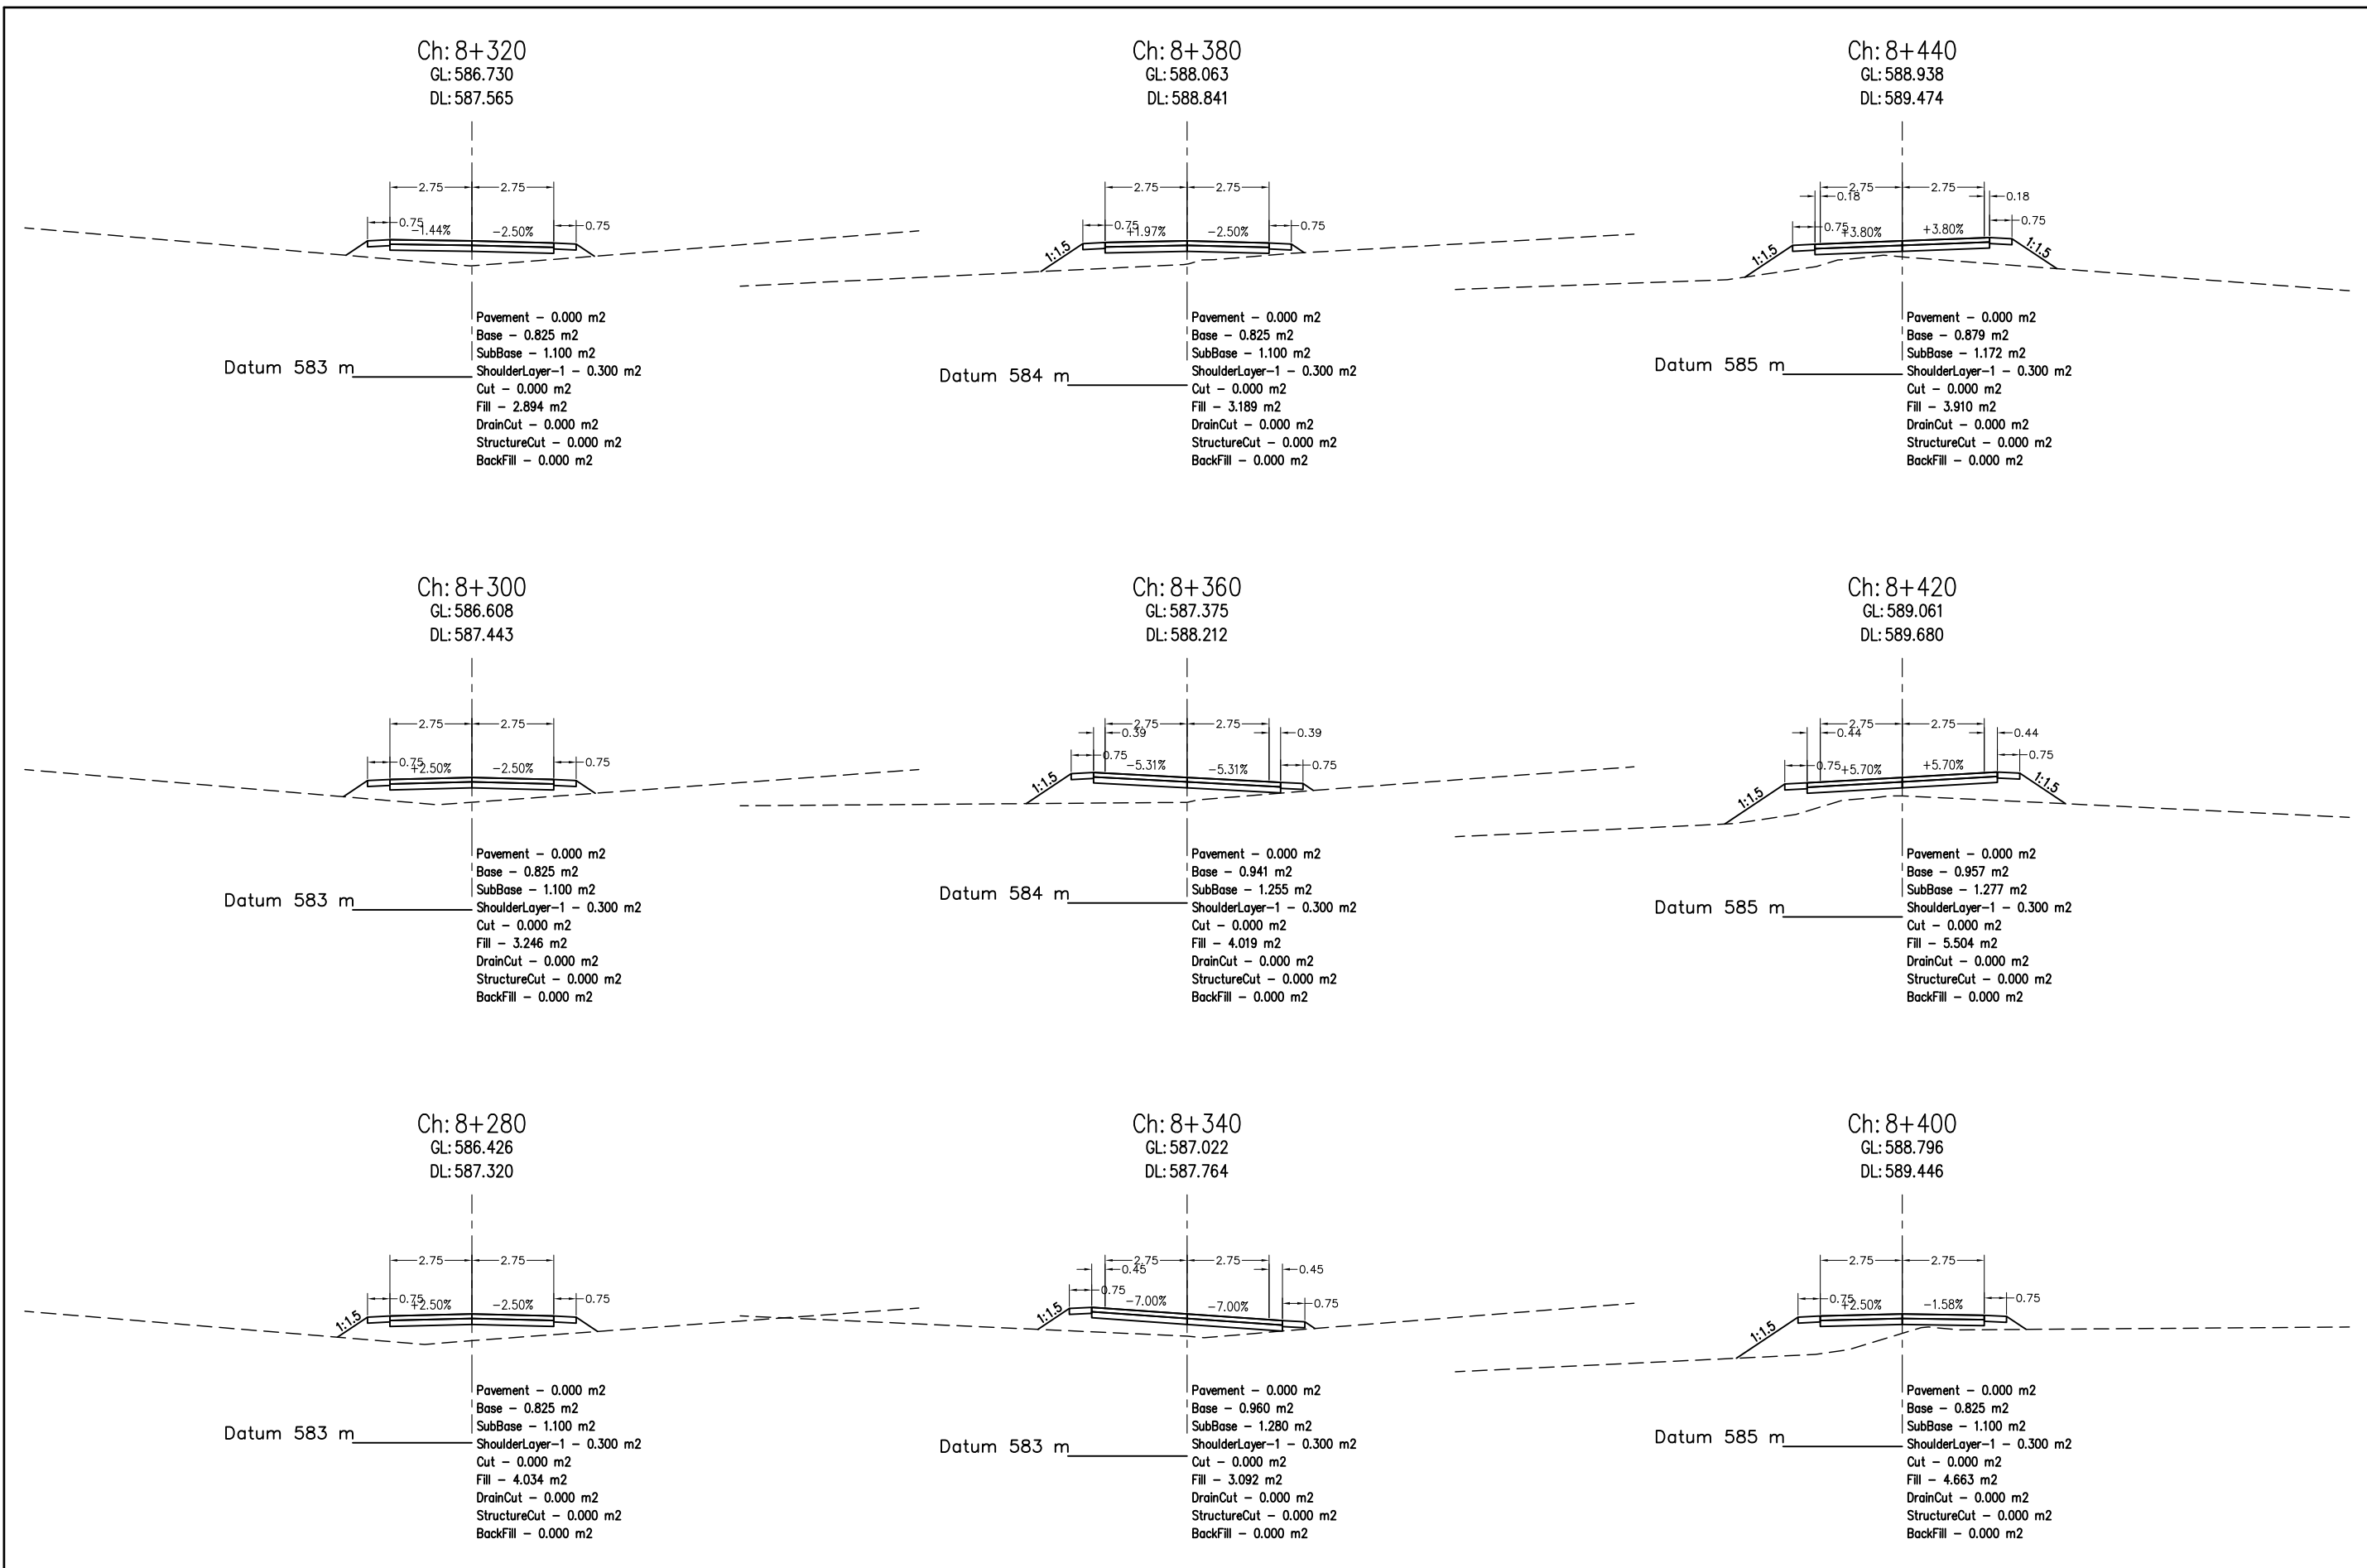 Ch: 8+320
GL: 586.730
DL: 587.565
2.75 2.75
0.75 -1.44% -2.50% 0.75
Datum 583 m
Pavement - 0.000 m2
Base - 0.825 m2
SubBase - 1.100 m2
ShoulderLayer-1 - 0.300 m2
Cut - 0.000 m2
Fill - 2.894 m2
DrainCut - 0.000 m2
StructureCut - 0.000 m2
BackFill - 0.000 m2
Ch: 8+380
GL: 588.063
DL: 588.841
2.75 2.75
0.75 +1.97% -2.50% 0.75
1:1.5
Datum 584 m
Pavement - 0.000 m2
Base - 0.825 m2
SubBase - 1.100 m2
ShoulderLayer-1 - 0.300 m2
Cut - 0.000 m2
Fill - 3.189 m2
DrainCut - 0.000 m2
StructureCut - 0.000 m2
BackFill - 0.000 m2
Ch: 8+440
GL: 588.938
DL: 589.474
2.75 2.75
0.18 0.18
0.75 +3.80% +3.80% 0.75
1:1.5 1:1.5
Datum 585 m
Pavement - 0.000 m2
Base - 0.879 m2
SubBase - 1.172 m2
ShoulderLayer-1 - 0.300 m2
Cut - 0.000 m2
Fill - 3.910 m2
DrainCut - 0.000 m2
StructureCut - 0.000 m2
BackFill - 0.000 m2
Ch: 8+300
GL: 586.608
DL: 587.443
2.75 2.75
0.75 +2.50% -2.50% 0.75
Datum 583 m
Pavement - 0.000 m2
Base - 0.825 m2
SubBase - 1.100 m2
ShoulderLayer-1 - 0.300 m2
Cut - 0.000 m2
Fill - 3.246 m2
DrainCut - 0.000 m2
StructureCut - 0.000 m2
BackFill - 0.000 m2
Ch: 8+360
GL: 587.375
DL: 588.212
2.75 2.75
0.39 0.39
0.75 -5.31% -5.31% 0.75
1:1.5
Datum 584 m
Pavement - 0.000 m2
Base - 0.941 m2
SubBase - 1.255 m2
ShoulderLayer-1 - 0.300 m2
Cut - 0.000 m2
Fill - 4.019 m2
DrainCut - 0.000 m2
StructureCut - 0.000 m2
BackFill - 0.000 m2
Ch: 8+420
GL: 589.061
DL: 589.680
2.75 2.75
0.44 0.44
0.75 +5.70% +5.70% 0.75
1:1.5 1:1.5
Datum 585 m
Pavement - 0.000 m2
Base - 0.957 m2
SubBase - 1.277 m2
ShoulderLayer-1 - 0.300 m2
Cut - 0.000 m2
Fill - 5.504 m2
DrainCut - 0.000 m2
StructureCut - 0.000 m2
BackFill - 0.000 m2
Ch: 8+280
GL: 586.426
DL: 587.320
2.75 2.75
0.75 +2.50% -2.50% 0.75
1:1.5
Datum 583 m
Pavement - 0.000 m2
Base - 0.825 m2
SubBase - 1.100 m2
ShoulderLayer-1 - 0.300 m2
Cut - 0.000 m2
Fill - 4.034 m2
DrainCut - 0.000 m2
StructureCut - 0.000 m2
BackFill - 0.000 m2
Ch: 8+340
GL: 587.022
DL: 587.764
2.75 2.75
0.45 0.45
0.75 -7.00% -7.00% 0.75
1:1.5
Datum 583 m
Pavement - 0.000 m2
Base - 0.960 m2
SubBase - 1.280 m2
ShoulderLayer-1 - 0.300 m2
Cut - 0.000 m2
Fill - 3.092 m2
DrainCut - 0.000 m2
StructureCut - 0.000 m2
BackFill - 0.000 m2
Ch: 8+400
GL: 588.796
DL: 589.446
2.75 2.75
0.75 +2.50% -1.58% 0.75
1:1.5
Datum 585 m
Pavement - 0.000 m2
Base - 0.825 m2
SubBase - 1.100 m2
ShoulderLayer-1 - 0.300 m2
Cut - 0.000 m2
Fill - 4.663 m2
DrainCut - 0.000 m2
StructureCut - 0.000 m2
BackFill - 0.000 m2